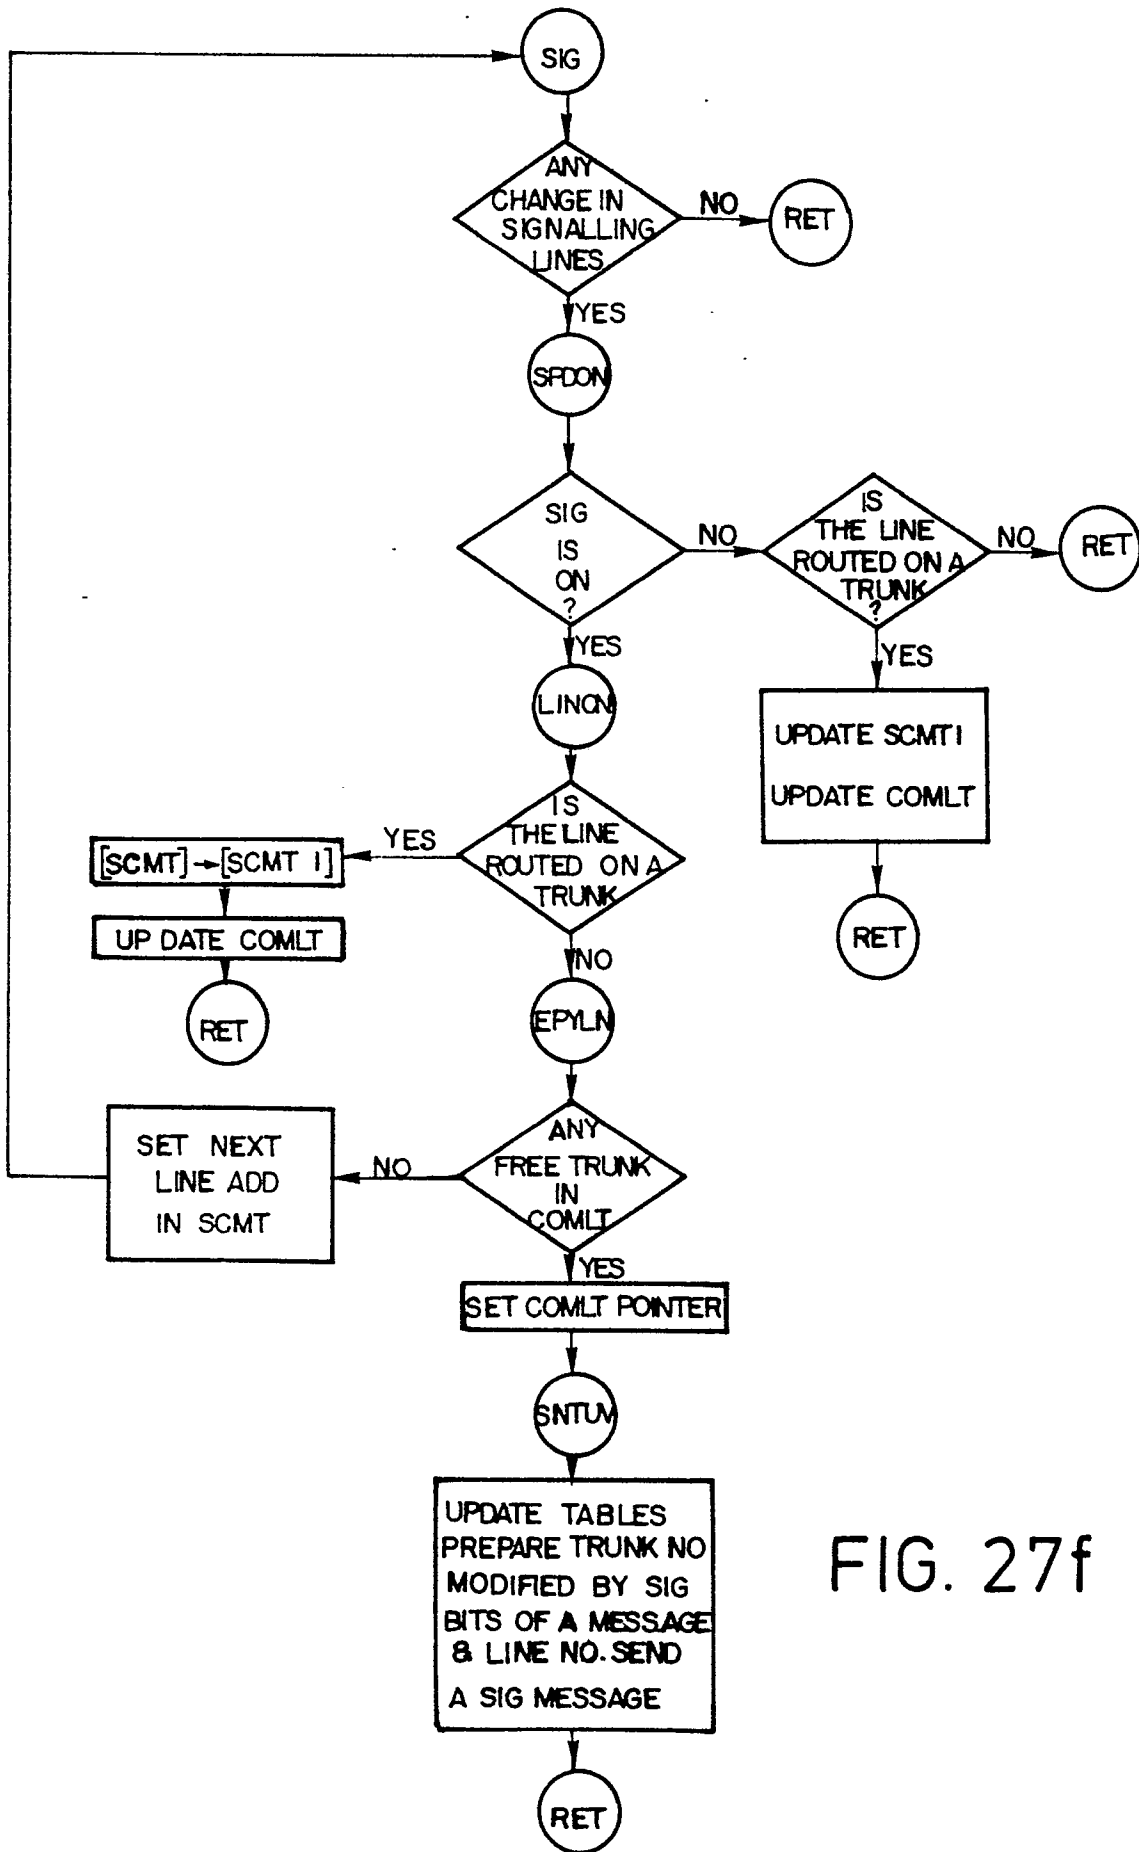 SIG
ANY
CHANGE IN
SIGNALLING
LINES
NO
RET
YES
SPDON
SIG
IS
ON
?
NO
IS
THE LINE
ROUTED ON A
TRUNK
?
NO
RET
YES
UPDATE SCMT1
UPDATE COMLT
RET
YES
LINON
IS
THE LINE
ROUTED ON A
TRUNK
YES
[SCMT]→[SCMT 1]
UP DATE COMLT
RET
NO
EPYLN
ANY
FREE TRUNK
IN
COMLT
NO
SET NEXT
LINE ADD
IN SCMT
YES
SET COMLT POINTER
SNTUV
UPDATE TABLES
PREPARE TRUNK NO
MODIFIED BY SIG
BITS OF A MESSAGE
& LINE NO. SEND
A SIG MESSAGE
RET
FIG. 27f